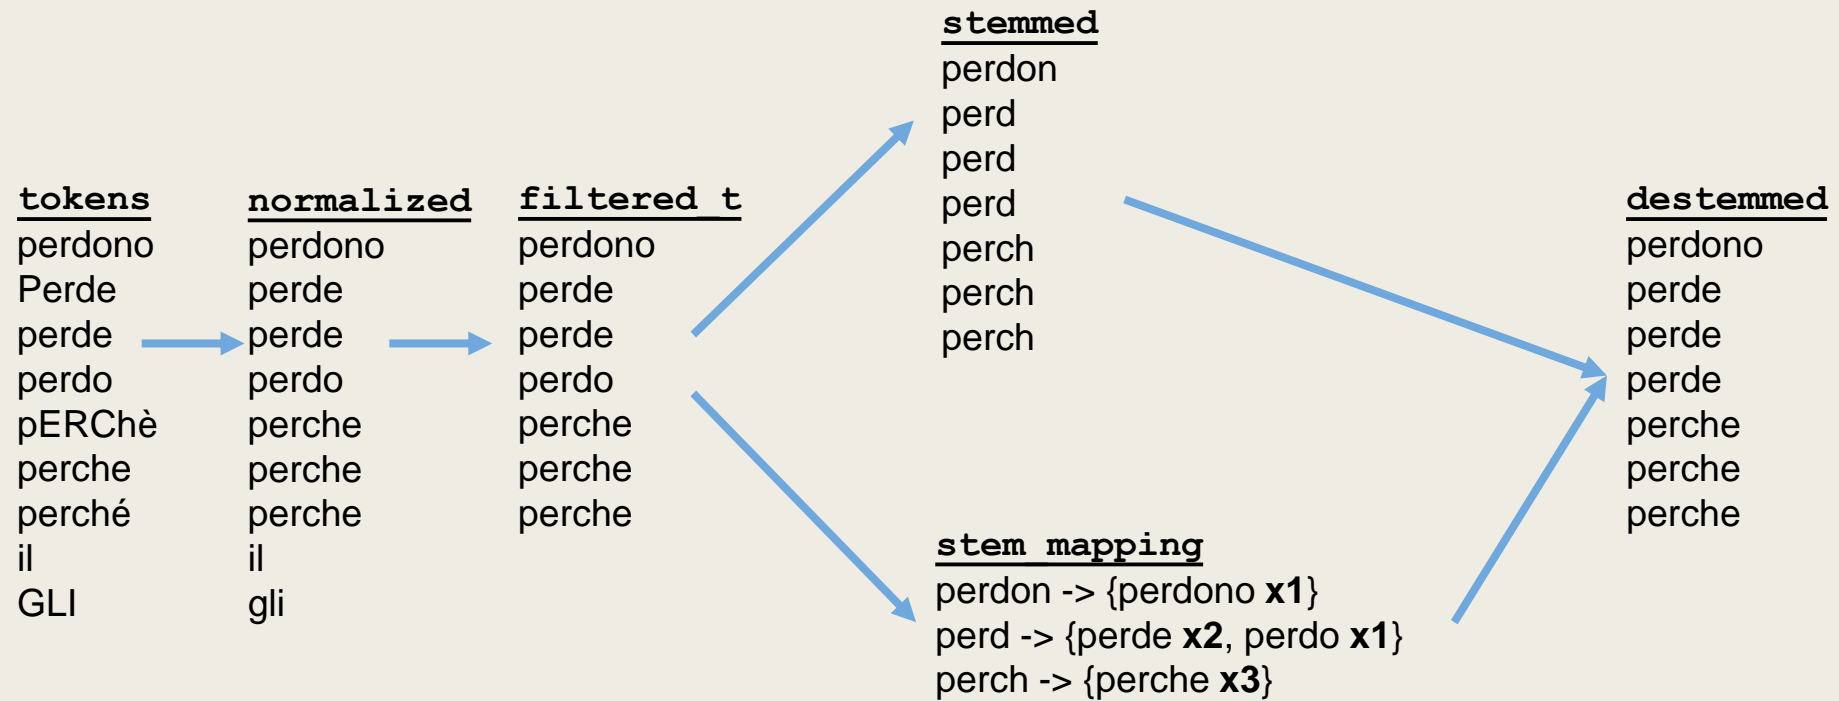 tokens
perdono
Perde
perde
perdo
pERChè
perche
perché
il
GLI
normalized
perdono
perde
perde
perdo
perche
perche
perche
il
gli
filtered_t
perdono
perde
perde
perdo
perche
perche
perche
stemmed
perdon
perd
perd
perd
perch
perch
perch
stem_mapping
perdon -> {perdono x1}
perd -> {perde x2, perdo x1}
perch -> {perche x3}
destemmed
perdono
perde
perde
perde
perche
perche
perche